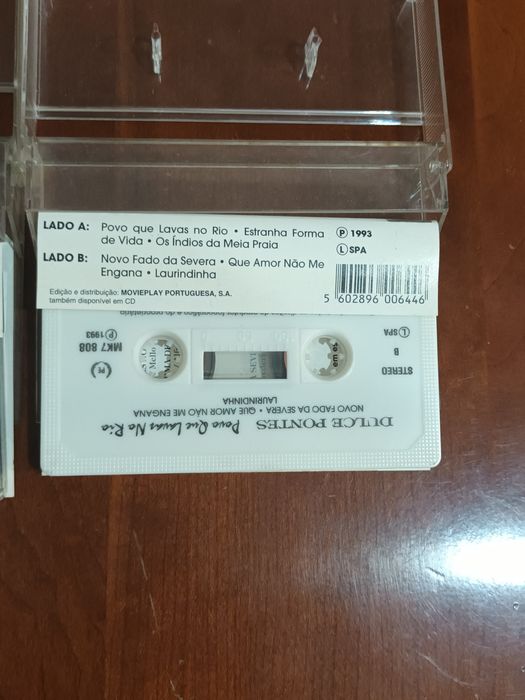 LADO A: Povo que Lavas no Rio • Estranha Forma
de Vida • Os Índios da Meia Praia
LADO B: Novo Fado da Severa • Que Amor Não Me
Engana • Laurindinha
Edição e distribuição: MOVIEPLAY PORTUGUESA, S.A.
também disponível em CD
Ⓟ 1993
Ⓛ SPA
5 602896 006446
DULCE PONTES Povo Que Lavas No Rio
NOVO FADO DA SEVERA • QUE AMOR NÃO ME ENGANA
LAURINDINHA
STEREO
B
Ⓛ SPA
MK7 808
Ⓟ 1993